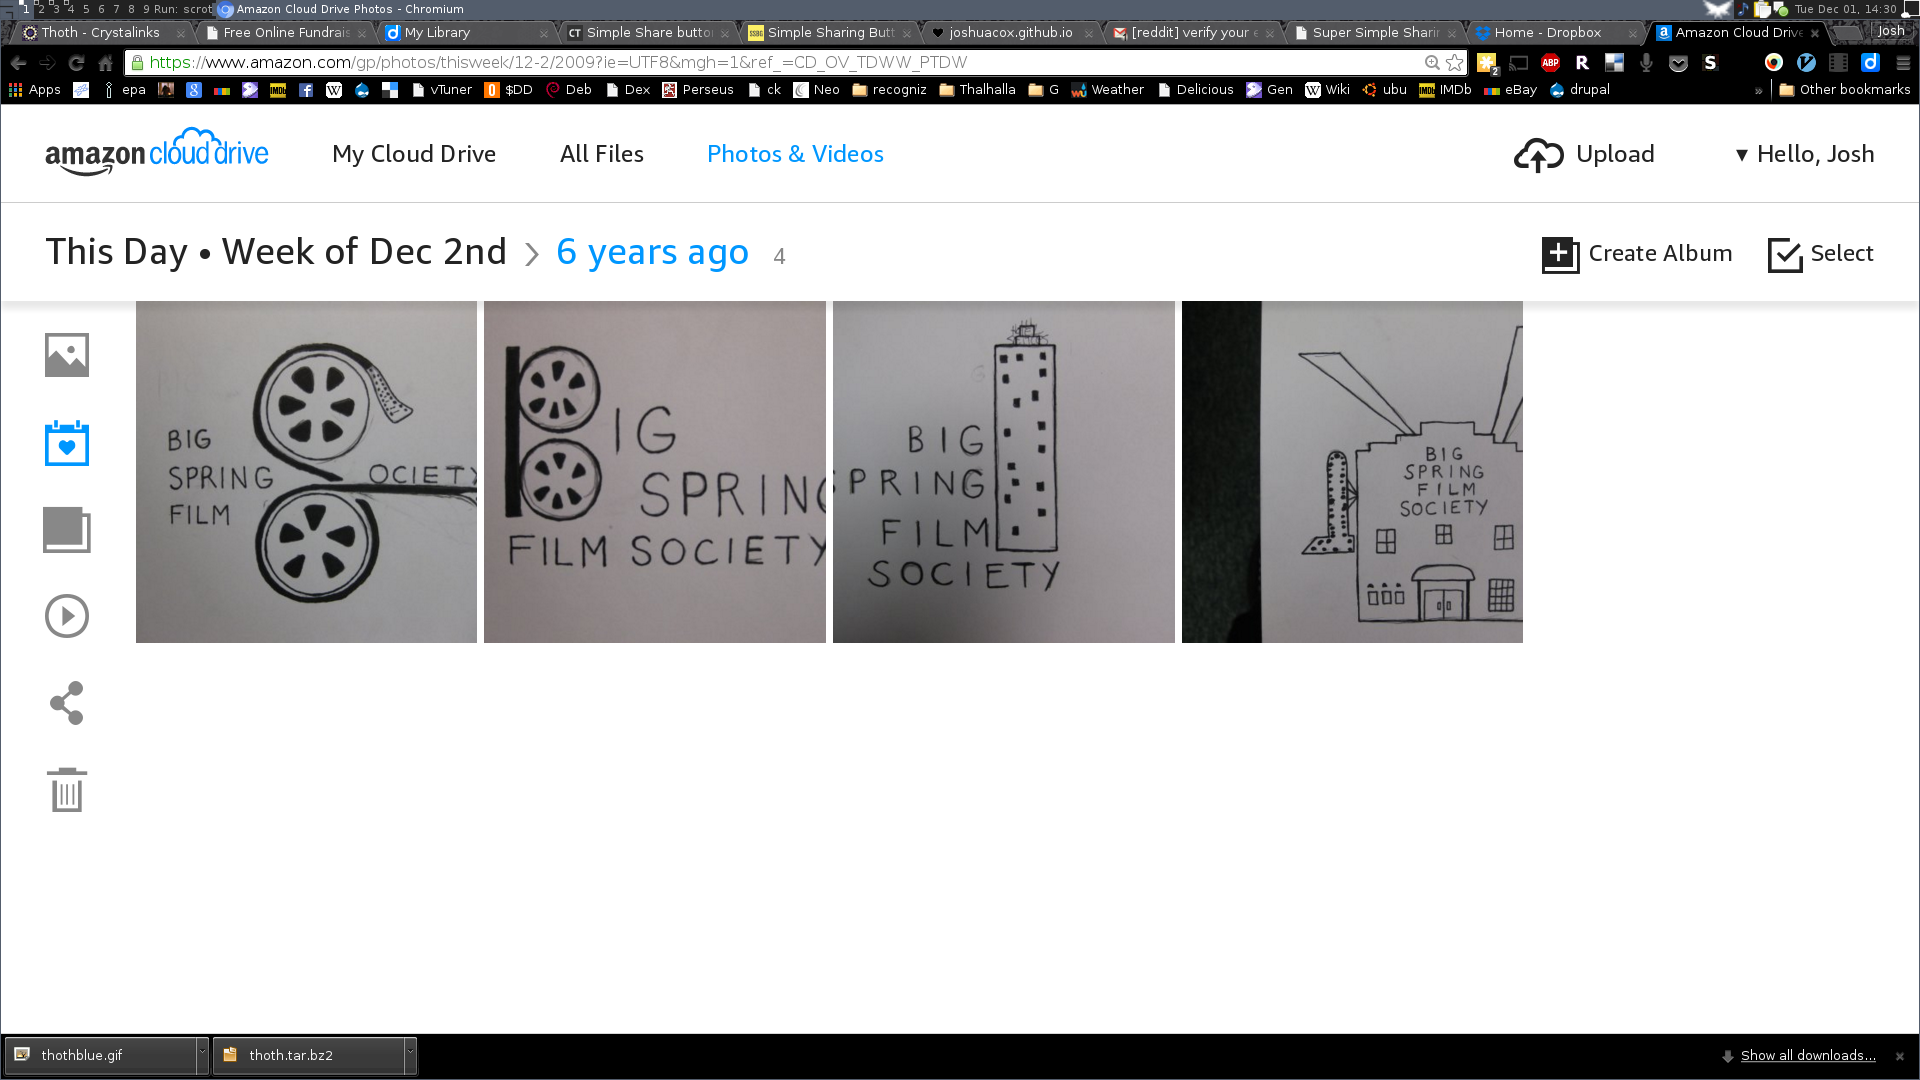 1 2 3 4 5 6 7 8 9 Run: scrot Amazon Cloud Drive Photos - Chromium Tue Dec 01, 14:30
Thoth - Crystalinks Free Online Fundrais My Library CT Simple Share butto SSBG Simple Sharing Butt joshuacox.github.io [reddit] verify your e Super Simple Sharin Home - Dropbox Amazon Cloud Drive Josh
https://www.amazon.com/gp/photos/thisweek/12-2/2009?ie=UTF8&mgh=1&ref_=CD_OV_TDWW_PTDW 2 ABP R S
Apps epa vTuner $DD Deb Dex Perseus ck Neo recogniz Thalhalla G Weather Delicious Gen Wiki ubu IMDb eBay drupal » Other bookmarks
amazon cloud drive My Cloud Drive All Files Photos & Videos Upload ▾ Hello, Josh
This Day • Week of Dec 2nd › 6 years ago 4 Create Album Select
BIG
SPRING OCIETY
FILM
IG
SPRING
FILM SOCIETY
BIG
SPRING
FILM
SOCIETY
BIG
SPRING
FILM
SOCIETY
thothblue.gif thoth.tar.bz2 Show all downloads...